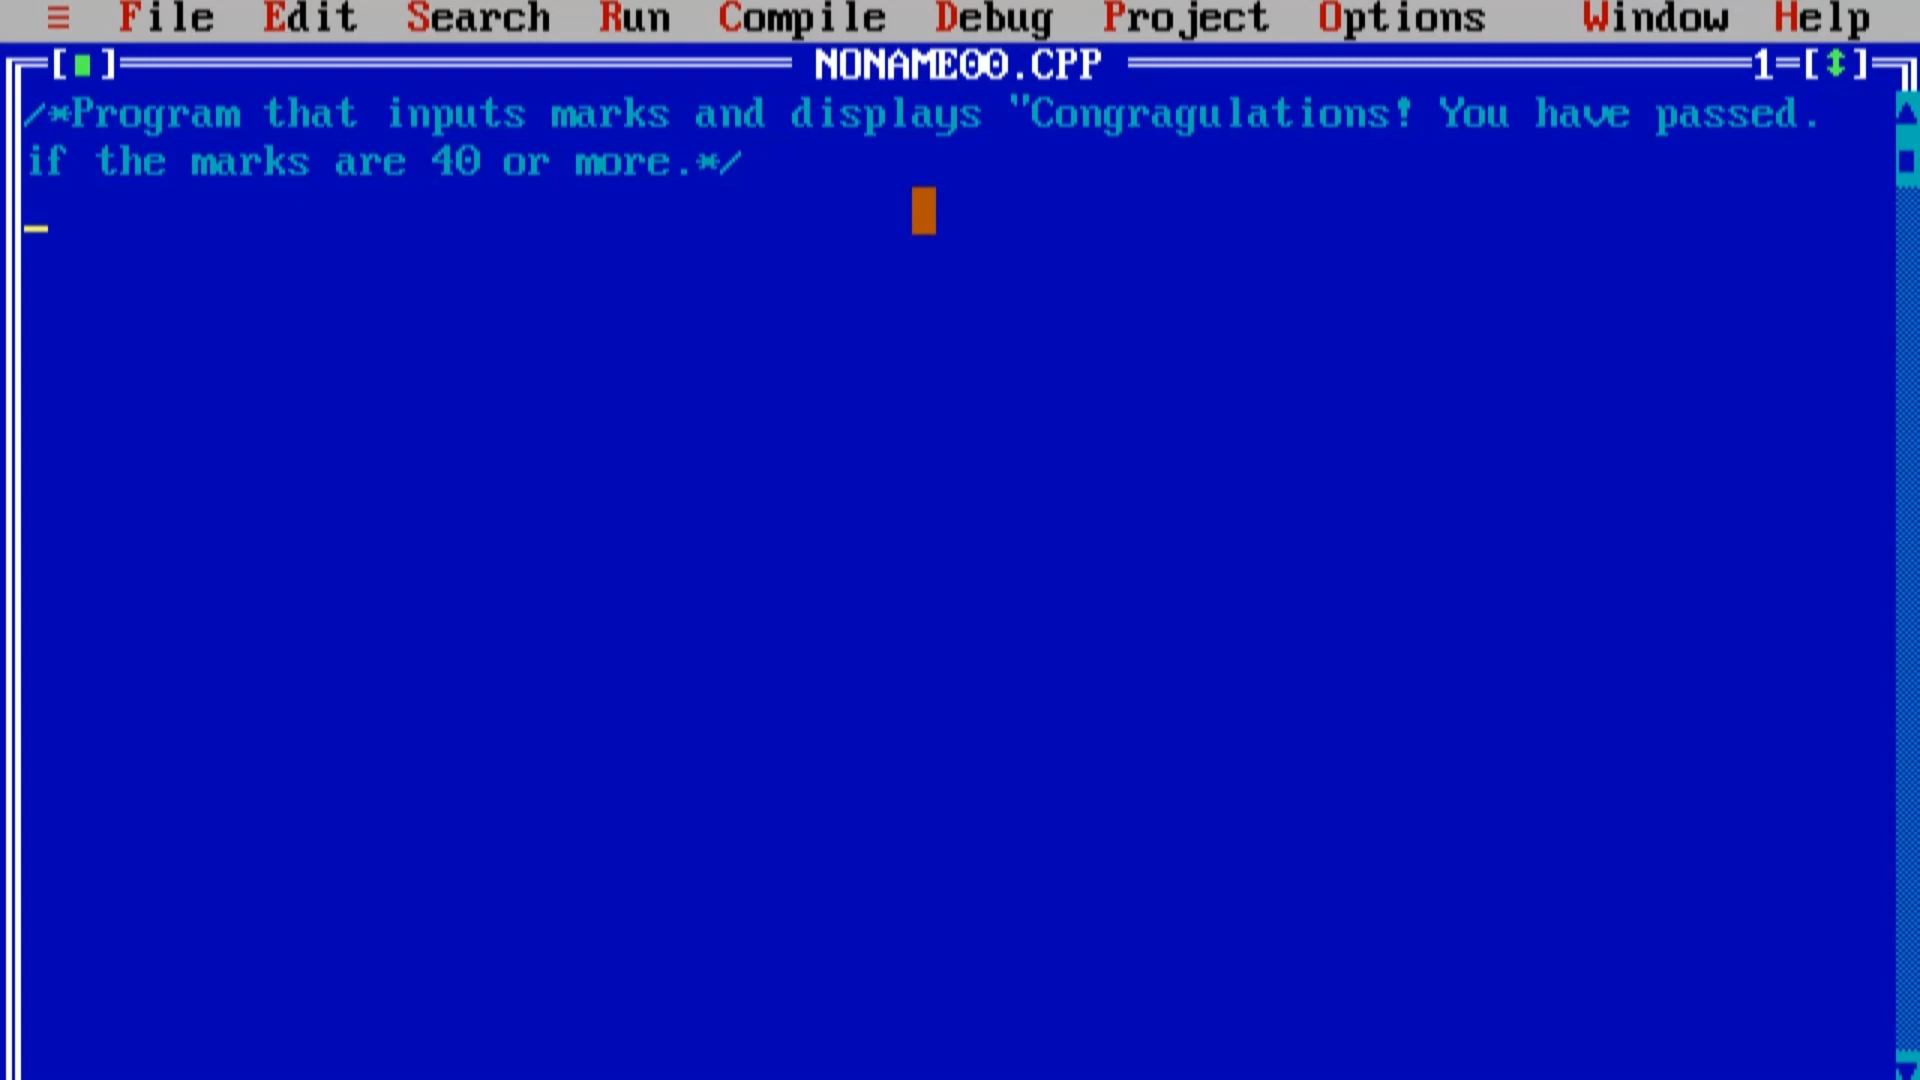 ≡ File Edit Search Run Compile Debug Project Options Window Help
[■] NONAME00.CPP 1=[↕]
/*Program that inputs marks and displays "Congragulations! You have passed.
if the marks are 40 or more.*/